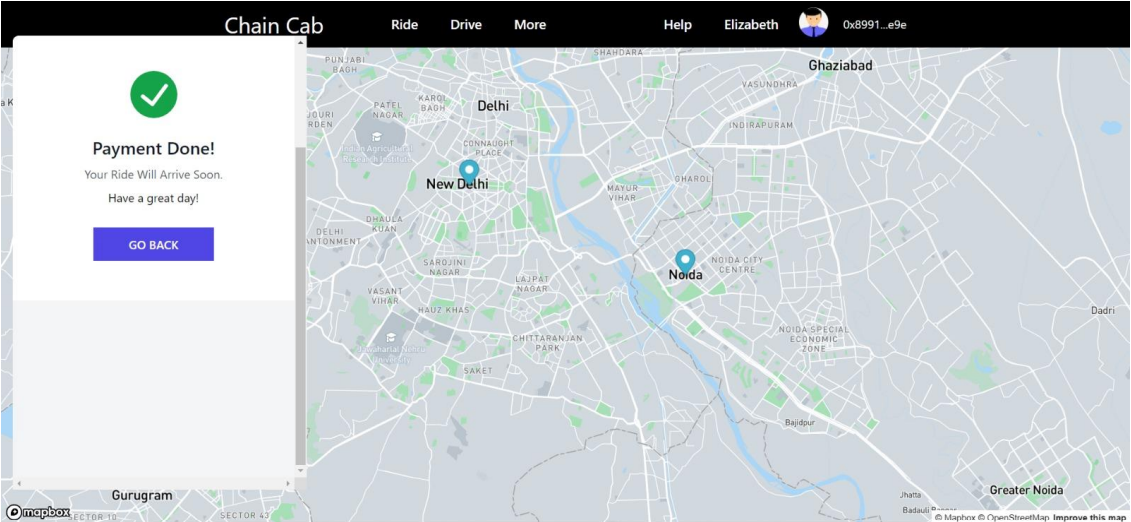 Chain Cab
Ride
Drive
More
Help
Elizabeth
0x8991...e9e
Payment Done!
Your Ride Will Arrive Soon.
Have a great day!
GO BACK
SHAHDARA
PUNJABI
BAGH
Ghaziabad
VASUNDHRA
PATEL
NAGAR
KAROL
BAGH
Delhi
INDIRAPURAM
Indian Agricultural
Research Institute
CONNAUGHT
PLACE
New Delhi
MAYUR
VIHAR
GHAROLI
DHAULA
KUAN
DELHI
SAROJINI
NAGAR
NOIDA CITY
CENTRE
Noida
LAJPAT
NAGAR
VASANT
VIHAR
HAUZ KHAS
Dadri
NOIDA SPECIAL
ECONOMIC
ZONE
CHITTARANJAN
PARK
Jawaharlal Nehru
University
SAKET
Bajidpur
Gurugram
SECTOR 10
SECTOR 43
Jhatta
Greater Noida
mapbox
© Mapbox © OpenStreetMap Improve this map